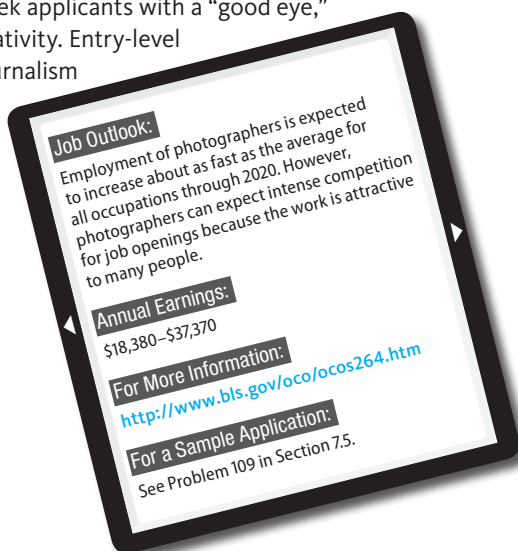 ek applicants with a “good eye,”
ativity. Entry-level
urnalism
Job Outlook:
Employment of photographers is expected
to increase about as fast as the average for
all occupations through 2020. However,
photographers can expect intense competition
for job openings because the work is attractive
to many people.
Annual Earnings:
$18,380–$37,370
For More Information:
http://www.bls.gov/oco/ocos264.htm
For a Sample Application:
See Problem 109 in Section 7.5.